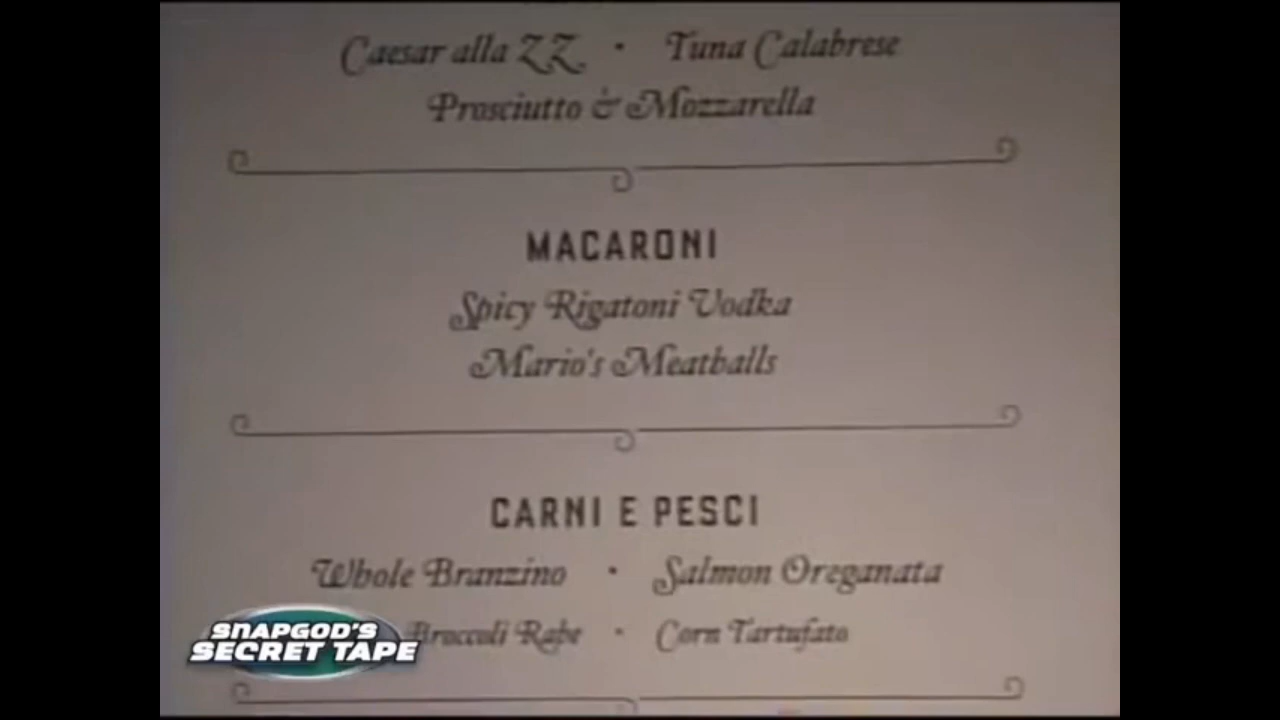 Caesar alla ZZ • Tuna Calabrese
Prosciutto & Mozzarella
MACARONI
Spicy Rigatoni Vodka
Mario's Meatballs
CARNI E PESCI
Whole Branzino • Salmon Oreganata
Broccoli Rabe • Corn Tartufato
SNAPGOD'S
SECRET TAPE